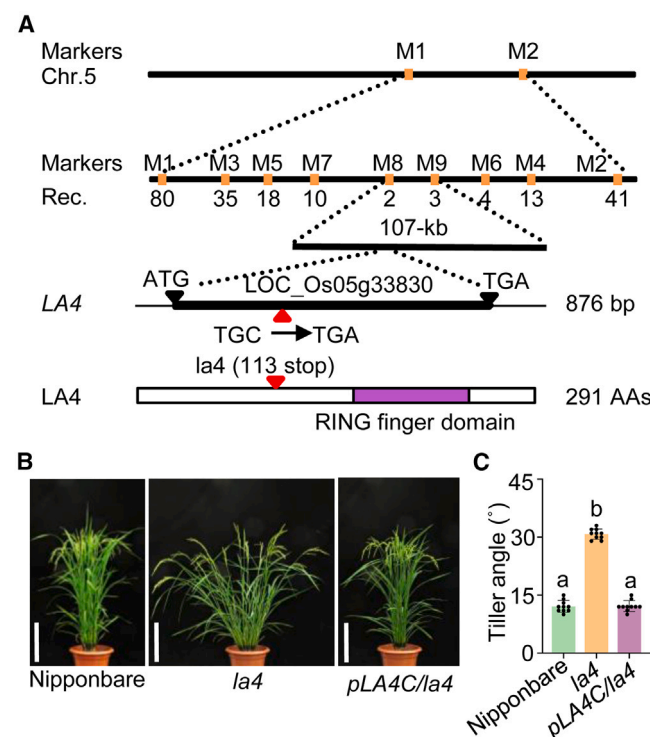 A
Markers M1 M2
Chr.5
Markers M1 M3 M5 M7 M8 M9 M6 M4 M2
Rec. 80 35 18 10 2 3 4 13 41
107-kb
ATG LOC_Os05g33830 TGA
LA4 876 bp
TGC TGA
la4 (113 stop)
LA4 291 AAs
RING finger domain
B
Nipponbare la4 pLA4C/la4
C
Tiller angle (°)
45
30
15
0
a b a
Nipponbare
la4
pLA4C/la4